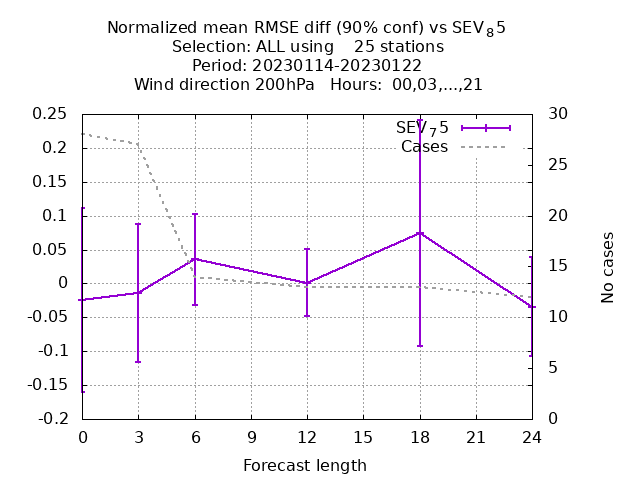 Normalized mean RMSE diff (90% conf) vs SEV₈5
Selection: ALL using    25 stations
Period: 20230114-20230122
Wind direction 200hPa   Hours:  00,03,...,21
SEV₇5
Cases
0.25
0.2
0.15
0.1
0.05
0
-0.05
-0.1
-0.15
-0.2
30
25
20
15
10
5
0
No cases
0 3 6 9 12 15 18 21 24
Forecast length